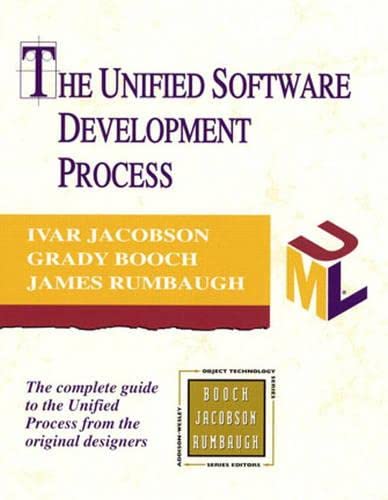 THE UNIFIED SOFTWARE
DEVELOPMENT
PROCESS
IVAR JACOBSON
GRADY BOOCH
JAMES RUMBAUGH
UML
The complete guide
to the Unified
Process from the
original designers
ADDISON-WESLEY
OBJECT TECHNOLOGY
SERIES
BOOCH
JACOBSON
RUMBAUGH
SERIES EDITORS